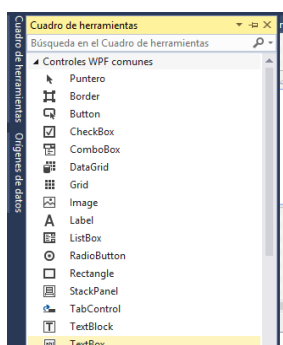 Cuadro de herramientas
Orígenes de datos
Cuadro de herramientas
Búsqueda en el Cuadro de herramientas
Controles WPF comunes
Puntero
Border
Button
CheckBox
ComboBox
DataGrid
Grid
Image
Label
ListBox
RadioButton
Rectangle
StackPanel
TabControl
TextBlock
TextBox